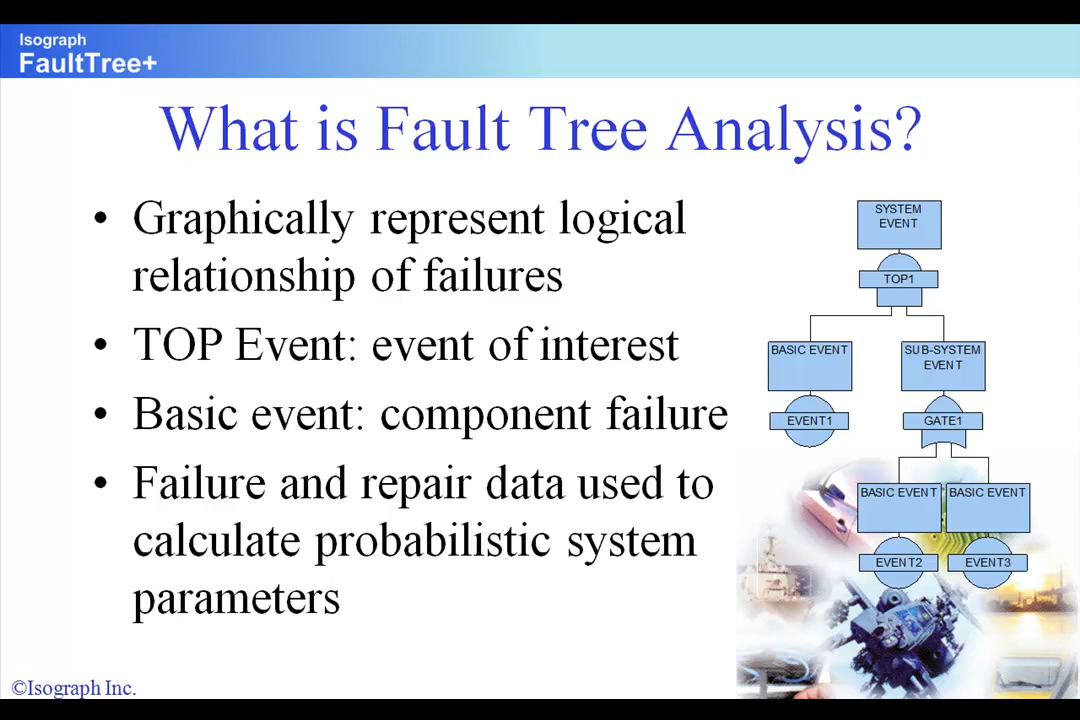 Isograph
FaultTree+
What is Fault Tree Analysis?
• Graphically represent logical
relationship of failures
• TOP Event: event of interest
• Basic event: component failure
• Failure and repair data used to
calculate probabilistic system
parameters
SYSTEM
EVENT
TOP1
BASIC EVENT
SUB-SYSTEM
EVENT
EVENT1
GATE1
BASIC EVENT
BASIC EVENT
EVENT2
EVENT3
©Isograph Inc.